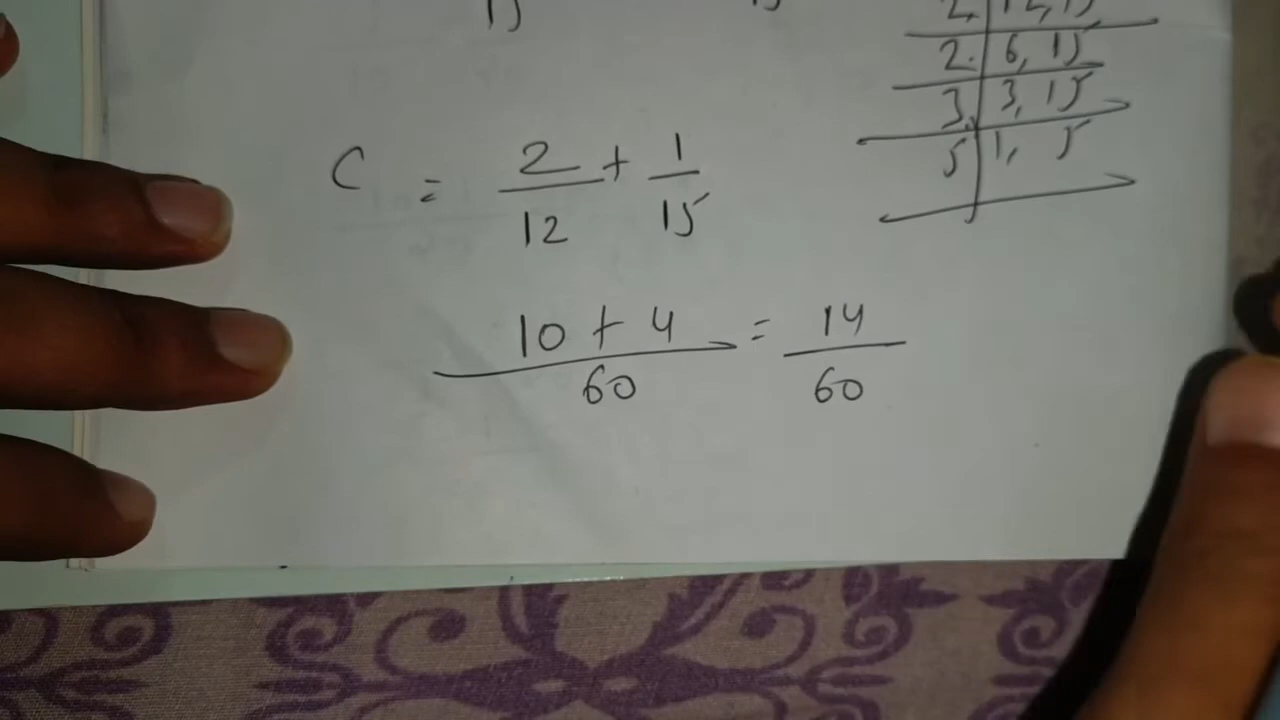 2 | 12, 15
2. | 6, 15
3. | 3, 15
5 | 1, 5
C = 2/12 + 1/15
10 + 4/60 = 14/60